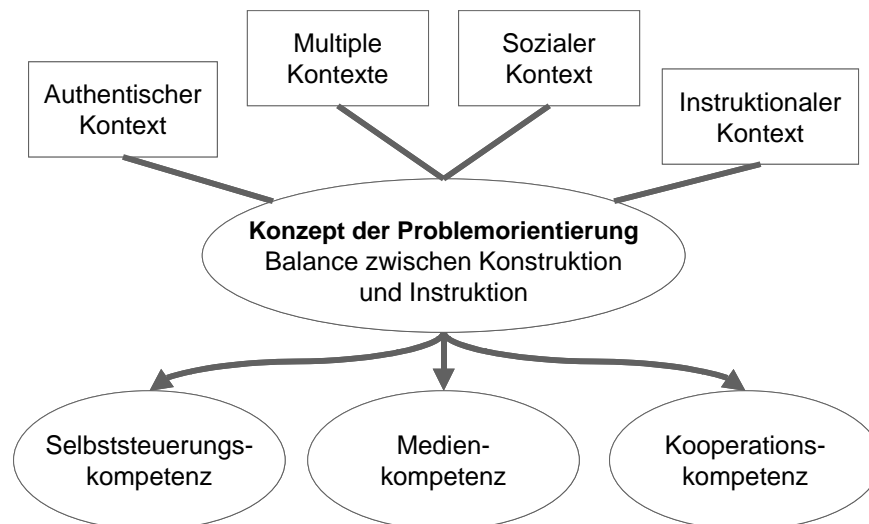 Authentischer
Kontext
Multiple
Kontexte
Sozialer
Kontext
Instruktionaler
Kontext
Konzept der Problemorientierung
Balance zwischen Konstruktion
und Instruktion
Selbststeuerungs-
kompetenz
Medien-
kompetenz
Kooperations-
kompetenz